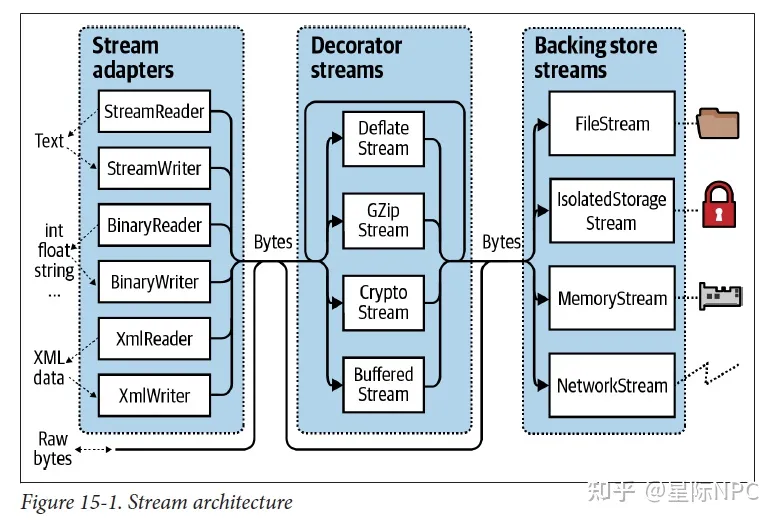 Stream
adapters
StreamReader
Text
StreamWriter
BinaryReader
int
float
string
...
BinaryWriter
XmlReader
XML
data
XmlWriter
Raw
bytes
Bytes
Decorator
streams
Deflate
Stream
GZip
Stream
Crypto
Stream
Buffered
Stream
Bytes
Backing store
streams
FileStream
IsolatedStorage
Stream
MemoryStream
NetworkStream
知乎 @星际NPC
Figure 15-1. Stream architecture